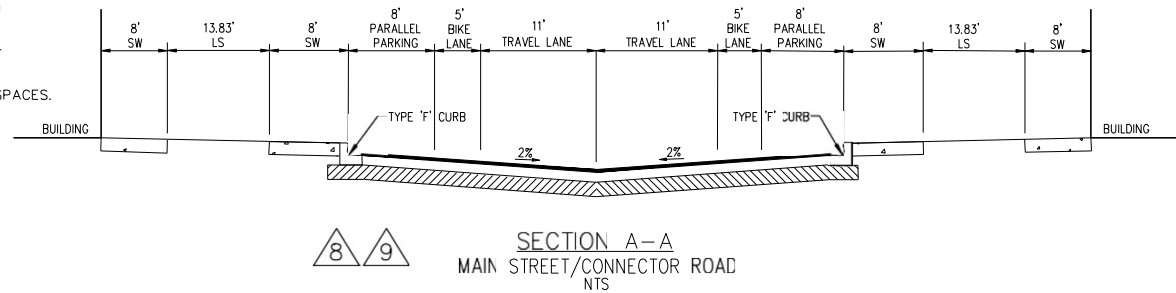 8'
SW
13.83'
LS
8'
SW
8'
PARALLEL
PARKING
5'
BIKE
LANE
11'
TRAVEL LANE
11'
TRAVEL LANE
5'
BIKE
LANE
8'
PARALLEL
PARKING
8'
SW
13.83'
LS
8'
SW
SPACES.
BUILDING
TYPE 'F' CURB
2%
2%
TYPE 'F' CURB
BUILDING
8
9
SECTION A-A
MAIN STREET/CONNECTOR ROAD
NTS